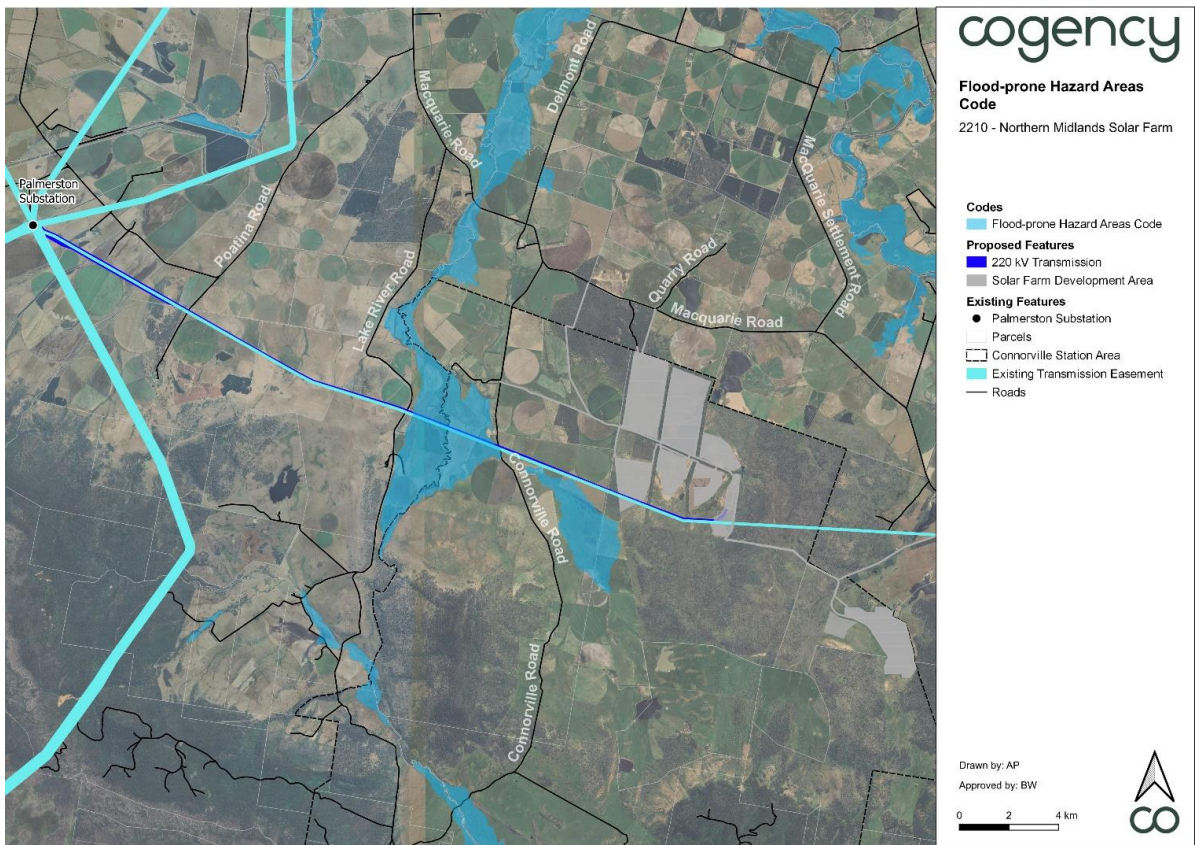 Palmerston
Substation
Poatina Road
Macquarie Road
Lake River Road
Delmont Road
MacQuarie Settlement Road
Quarry Road
Macquarie Road
Connorville Road
Connorville Road
cogency
Flood-prone Hazard Areas
Code
2210 - Northern Midlands Solar Farm
Codes
Flood-prone Hazard Areas Code
Proposed Features
220 kV Transmission
Solar Farm Development Area
Existing Features
Palmerston Substation
Parcels
Connorville Station Area
Existing Transmission Easement
Roads
Drawn by: AP
Approved by: BW
0 2 4 km
co